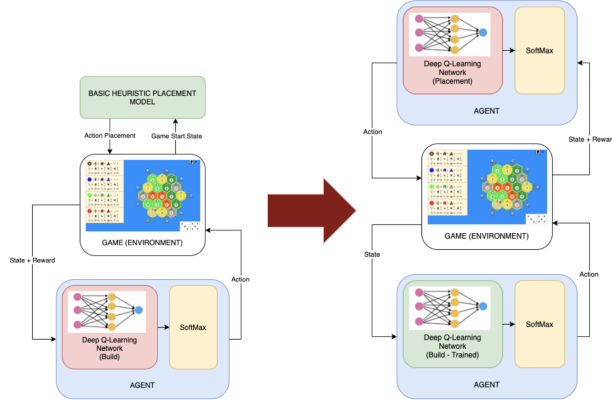 BASIC HEURISTIC PLACEMENT
MODEL
Action Placement
Game Start State
GAME (ENVIRONMENT)
State + Reward
Action
Deep Q-Learning
Network
(Build)
SoftMax
AGENT
Deep Q-Learning
Network
(Placement)
SoftMax
AGENT
Action
State + Rewar
GAME (ENVIRONMENT)
State
Action
Deep Q-Learning
Network
(Build - Trained)
SoftMax
AGENT